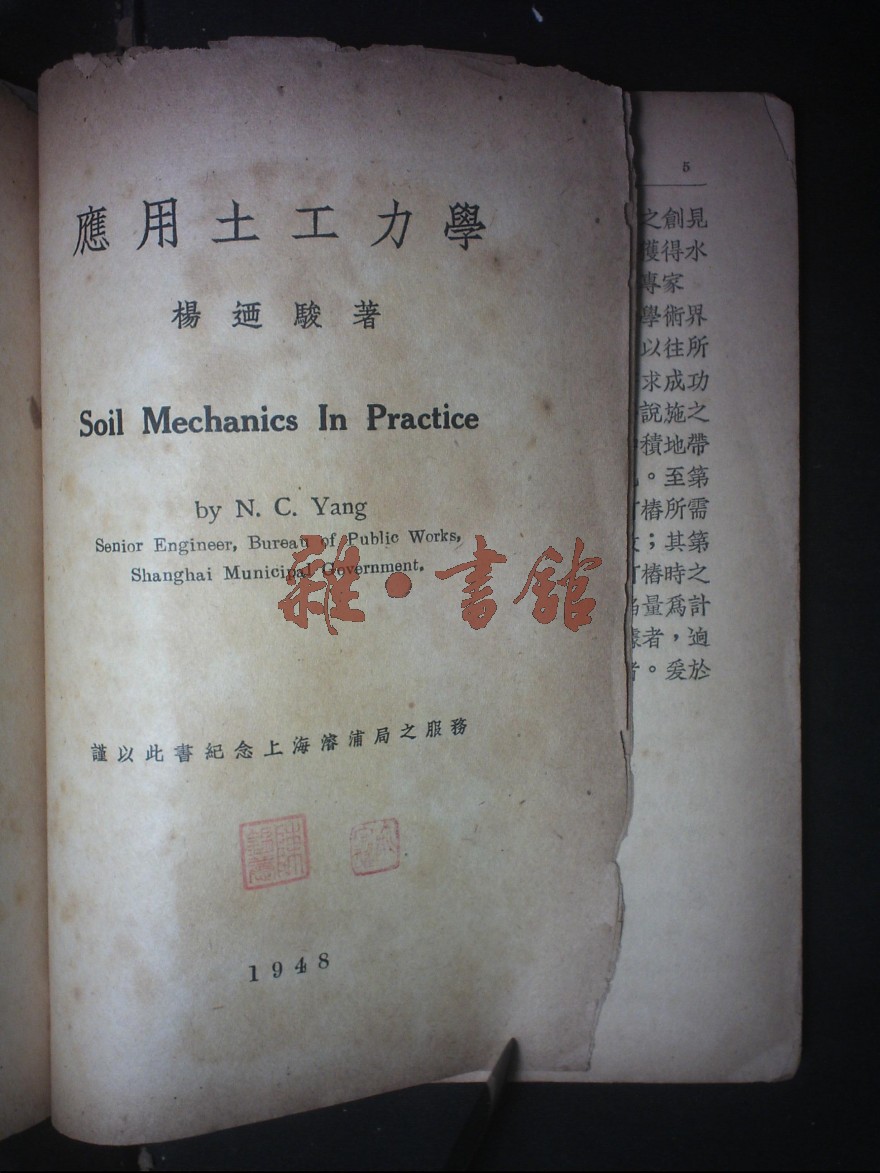 應用土工力學
楊迺駿著
Soil Mechanics In Practice
by N. C. Yang
Senior Engineer, Bureau of Public Works,
Shanghai Municipal Government.
雜·書館
謹以此書紀念上海濬浦局之服務
1948
5
之創見
獲得水
專家
學術界
以往所
求成功
說施之
積地帶
。至第
樁所需
；其第
打樁時之
量爲計
者，迺
。爰於